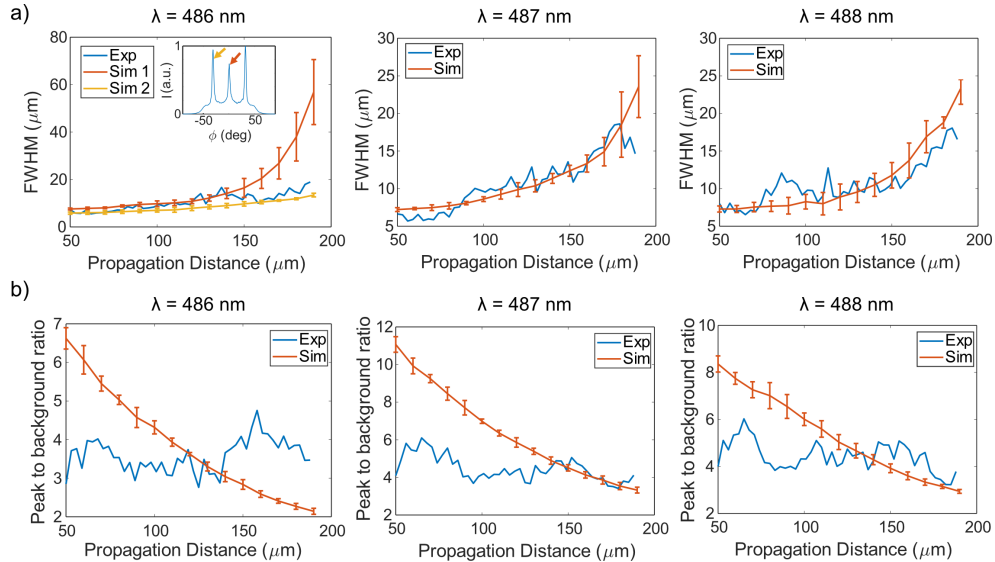 a)
λ = 486 nm
λ = 487 nm
λ = 488 nm
FWHM (μm)
80
60
40
20
0
50
100
150
200
Propagation Distance (μm)
Exp
Sim 1
Sim 2
I (a.u.)
1
0
-50
0
50
ϕ (deg)
FWHM (μm)
30
25
20
15
10
5
50
100
150
200
Propagation Distance (μm)
Exp
Sim
FWHM (μm)
30
25
20
15
10
5
50
100
150
200
Propagation Distance (μm)
Exp
Sim
b)
λ = 486 nm
λ = 487 nm
λ = 488 nm
Peak to background ratio
7
6
5
4
3
2
50
100
150
200
Propagation Distance (μm)
Exp
Sim
Peak to background ratio
12
10
8
6
4
2
50
100
150
200
Propagation Distance (μm)
Exp
Sim
Peak to background ratio
10
8
6
4
2
50
100
150
200
Propagation Distance (μm)
Exp
Sim